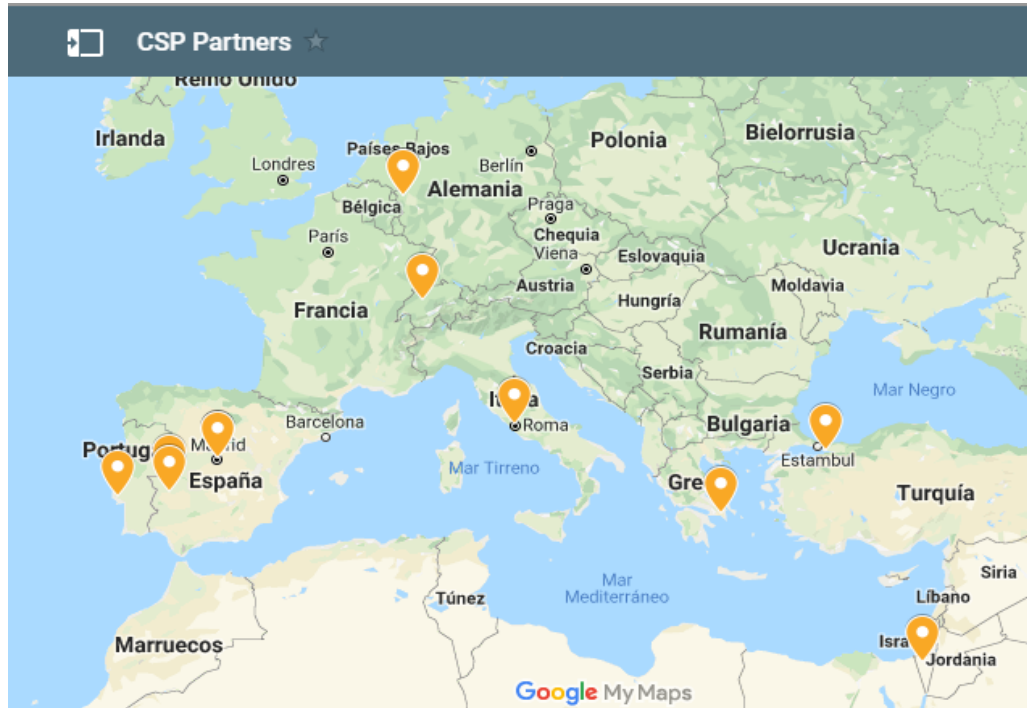 CSP Partners
Reino Unido
Irlanda
Londres
Países Bajos
Berlín
Polonia
Bielorrusia
Alemania
Bélgica
Praga
París
Chequia
Viena
Eslovaquia
Ucrania
Austria
Moldavia
Francia
Hungría
Rumanía
Croacia
Serbia
Mar Negro
Barcelona
Roma
Bulgaria
Estambul
España
Mar Tirreno
Turquía
Mar
Mediterráneo
Siria
Túnez
Líbano
Marruecos
Jordania
Google My Maps